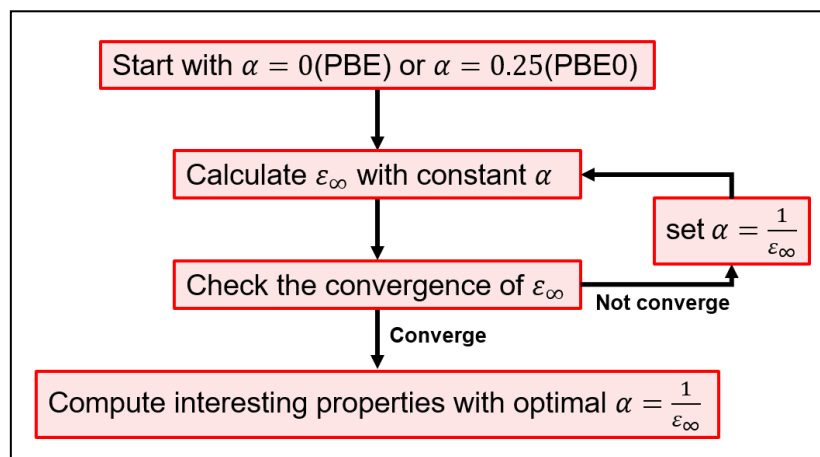 Start with α = 0(PBE) or α = 0.25(PBE0)
Calculate ε∞ with constant α
set α = 1/ε∞
Check the convergence of ε∞
Not converge
Converge
Compute interesting properties with optimal α = 1/ε∞